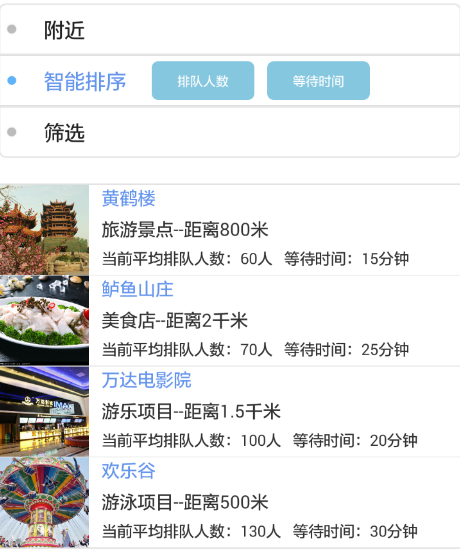 附近
智能排序 排队人数 等待时间
筛选
黄鹤楼
旅游景点--距离800米
当前平均排队人数：60人 等待时间：15分钟
鲈鱼山庄
美食店--距离2千米
当前平均排队人数：70人 等待时间：25分钟
万达电影院
游乐项目--距离1.5千米
当前平均排队人数：100人 等待时间：20分钟
IMAX
欢乐谷
游泳项目--距离500米
当前平均排队人数：130人 等待时间：30分钟